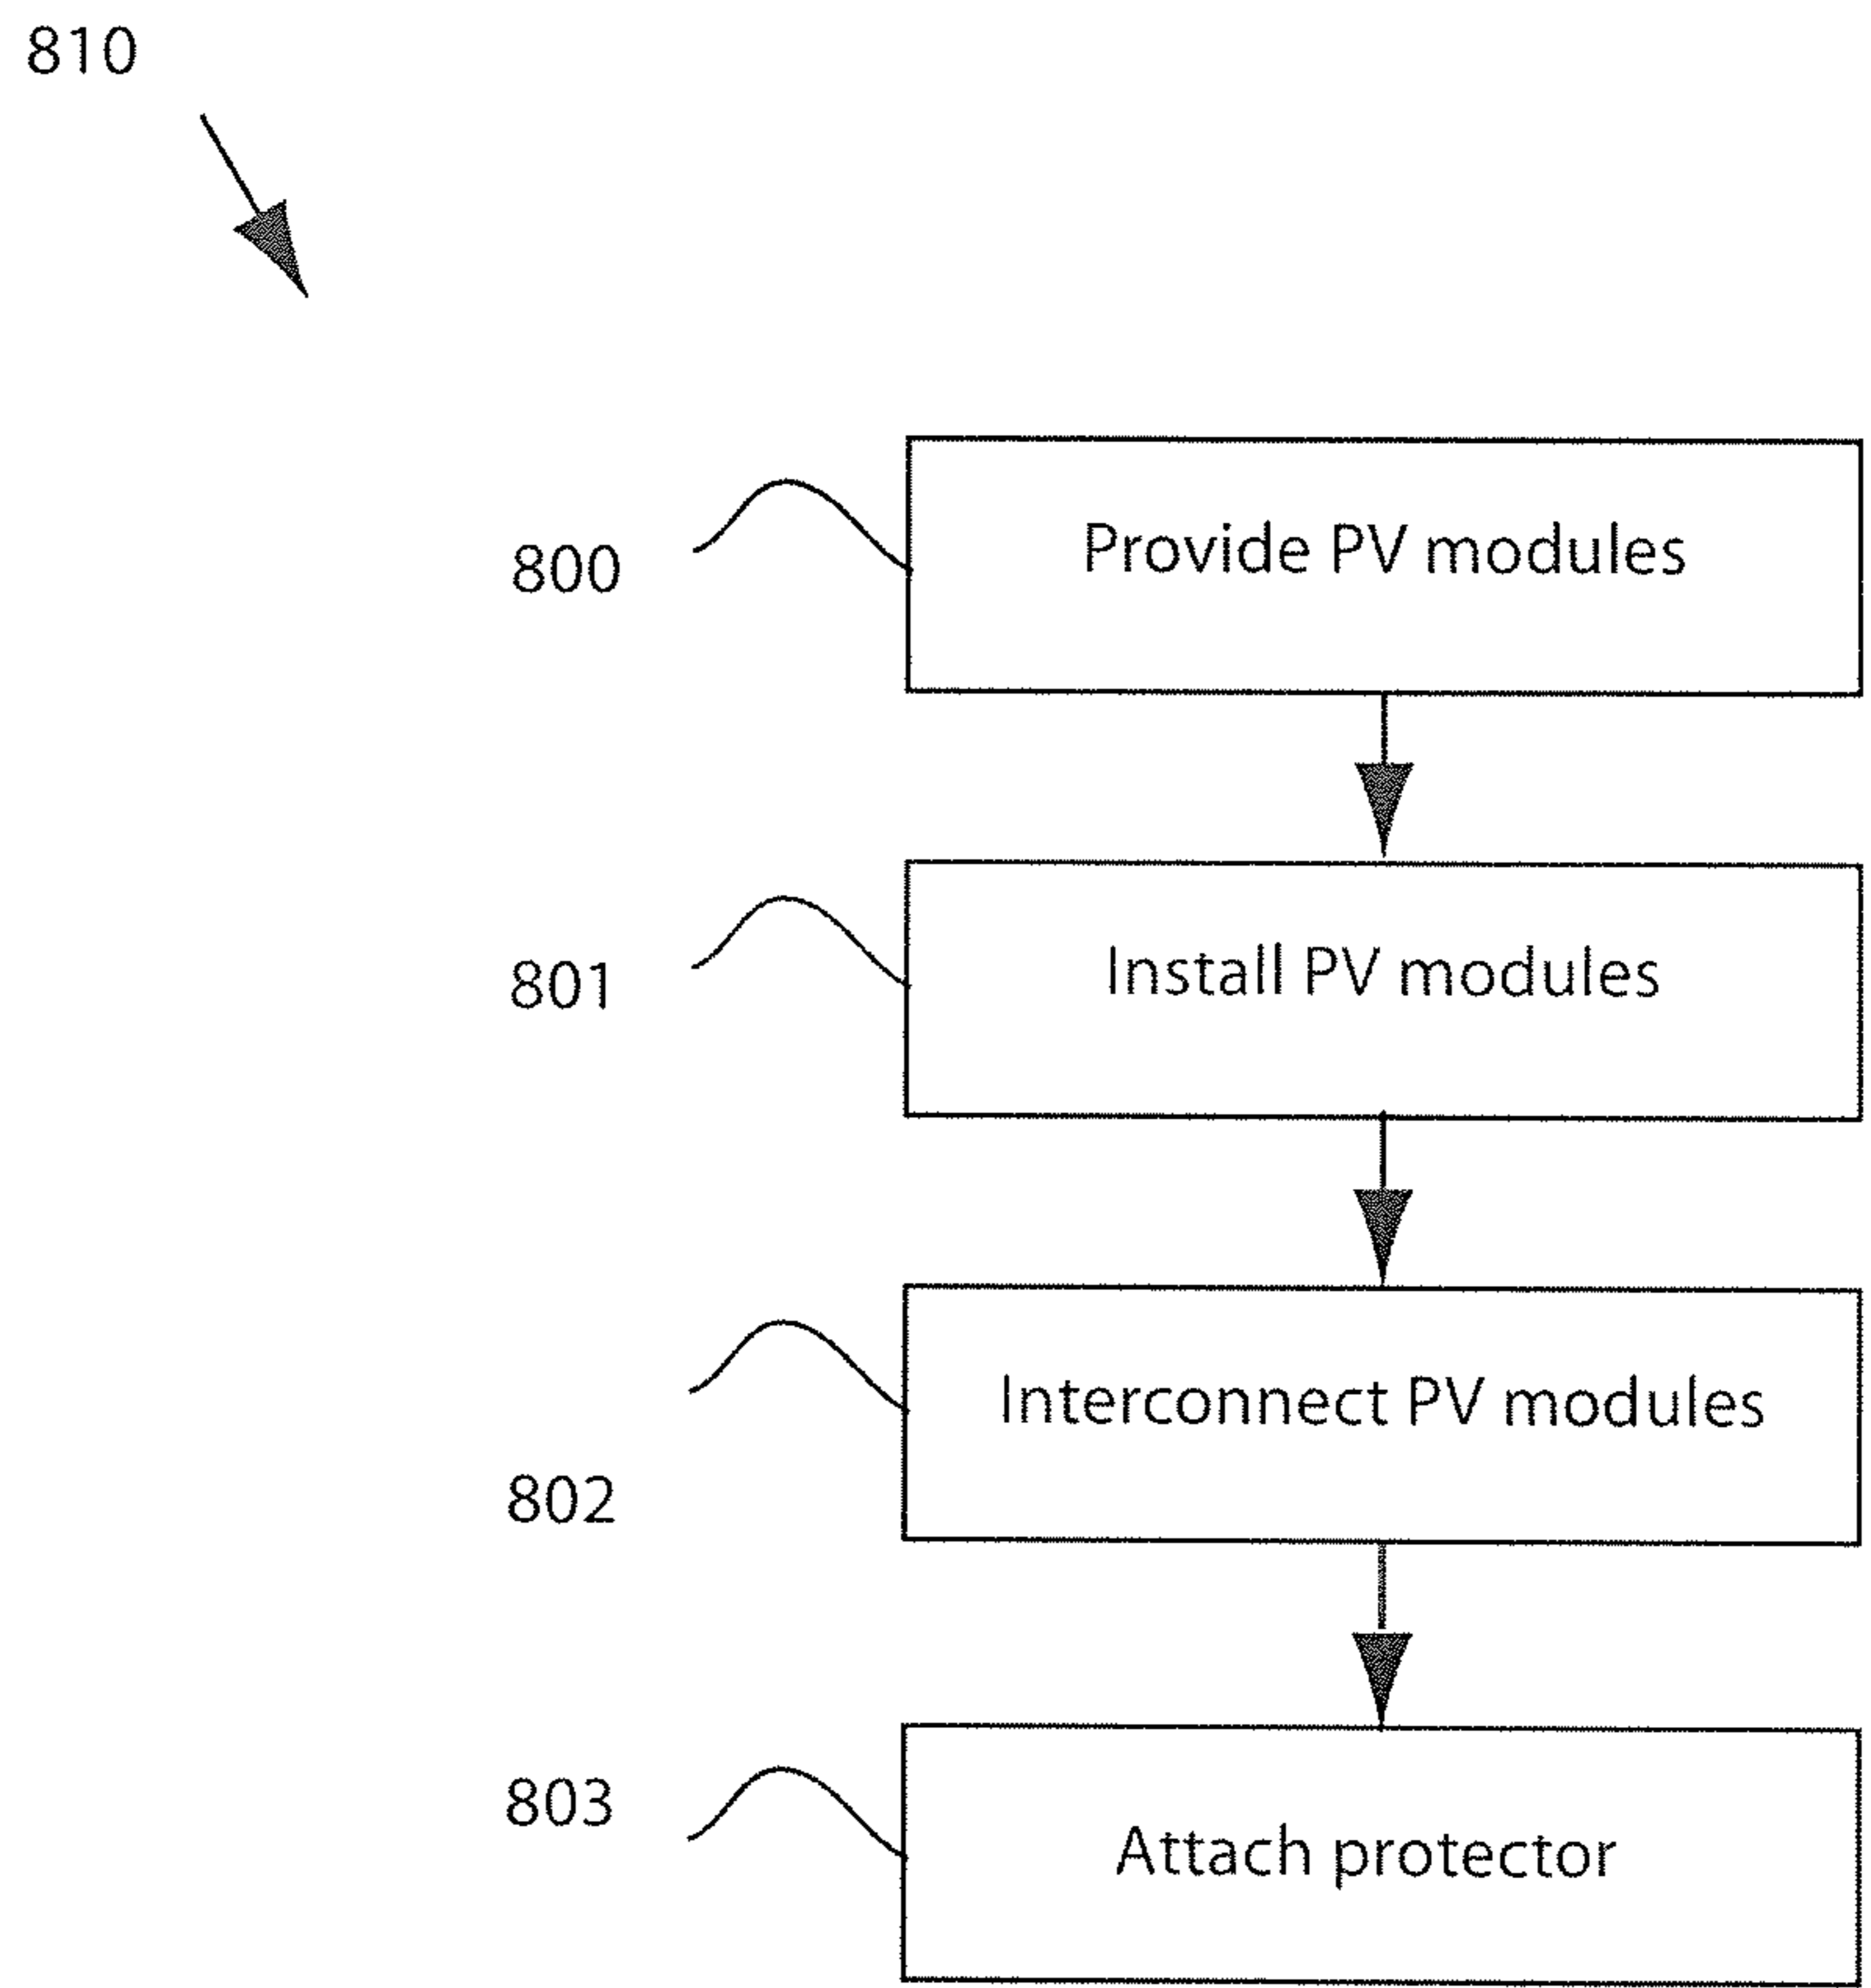 810
800
Provide PV modules
801
Install PV modules
802
Interconnect PV modules
803
Attach protector